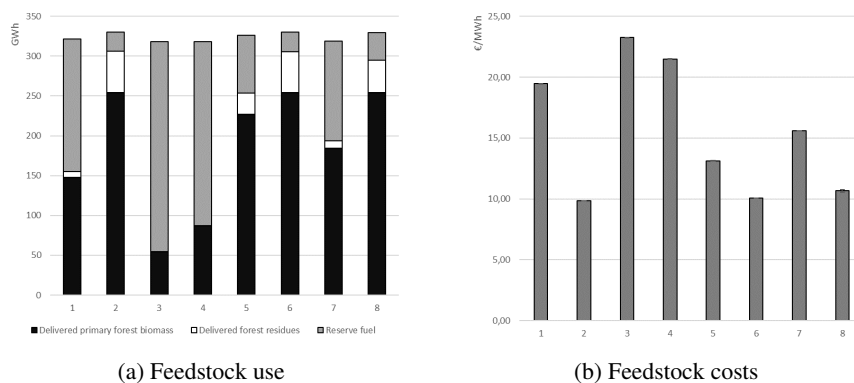 GWh
350
300
250
200
150
100
50
0
1 2 3 4 5 6 7 8
Delivered primary forest biomass Delivered forest residues Reserve fuel
(a) Feedstock use
€/MWh
25,00
20,00
15,00
10,00
5,00
0,00
1 2 3 4 5 6 7 8
(b) Feedstock costs